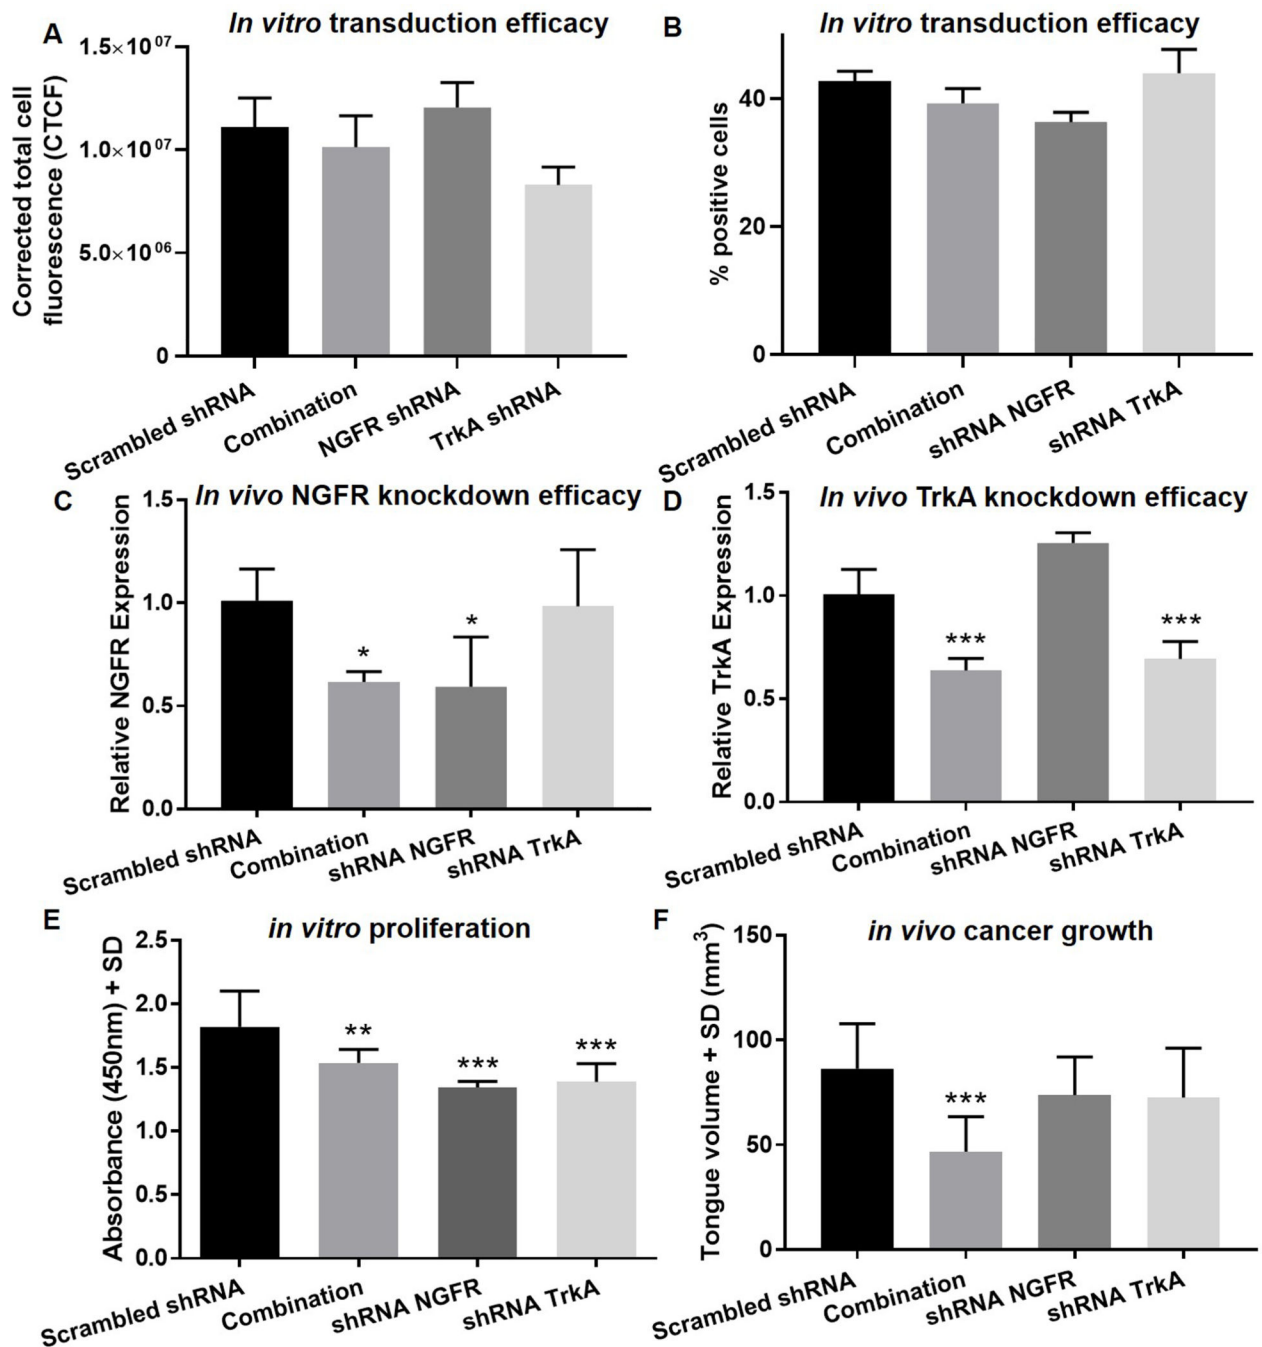 A
In vitro transduction efficacy
Corrected total cell
fluorescence (CTCF)
1.5×10⁰⁷
1.0×10⁰⁷
5.0×10⁰⁶
0
Scrambled shRNA
Combination
NGFR shRNA
TrkA shRNA
B
In vitro transduction efficacy
% positive cells
40
20
0
Scrambled shRNA
Combination
shRNA NGFR
shRNA TrkA
C
In vivo NGFR knockdown efficacy
Relative NGFR Expression
1.5
1.0
0.5
0.0
*
*
Scrambled shRNA
Combination
shRNA NGFR
shRNA TrkA
D
In vivo TrkA knockdown efficacy
Relative TrkA Expression
1.5
1.0
0.5
0.0
***
***
Scrambled shRNA
Combination
shRNA NGFR
shRNA TrkA
E
in vitro proliferation
Absorbance (450nm) + SD
2.5
2.0
1.5
1.0
0.5
0.0
**
***
***
Scrambled shRNA
Combination
shRNA NGFR
shRNA TrkA
F
in vivo cancer growth
Tongue volume + SD (mm³)
150
100
50
0
***
Scrambled shRNA
Combination
shRNA NGFR
shRNA TrkA